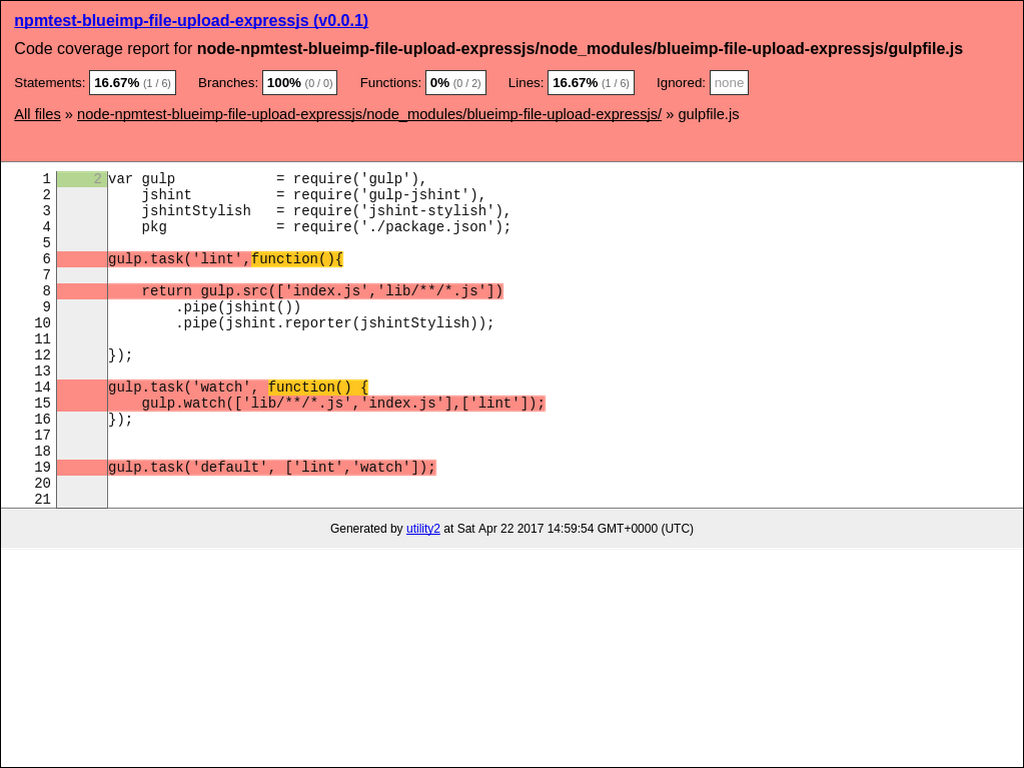 npmtest-blueimp-file-upload-expressjs (v0.0.1)
Code coverage report for node-npmtest-blueimp-file-upload-expressjs/node_modules/blueimp-file-upload-expressjs/gulpfile.js
Statements: 16.67% (1 / 6) Branches: 100% (0 / 0) Functions: 0% (0 / 2) Lines: 16.67% (1 / 6) Ignored: none
All files » node-npmtest-blueimp-file-upload-expressjs/node_modules/blueimp-file-upload-expressjs/ » gulpfile.js
1 2 var gulp            = require('gulp'),
2     jshint          = require('gulp-jshint'),
3     jshintStylish   = require('jshint-stylish'),
4     pkg             = require('./package.json');
5
6 gulp.task('lint',function(){
7
8     return gulp.src(['index.js','lib/**/*.js'])
9         .pipe(jshint())
10         .pipe(jshint.reporter(jshintStylish));
11
12 });
13
14 gulp.task('watch', function() {
15     gulp.watch(['lib/**/*.js','index.js'],['lint']);
16 });
17
18
19 gulp.task('default', ['lint','watch']);
20
21
Generated by utility2 at Sat Apr 22 2017 14:59:54 GMT+0000 (UTC)